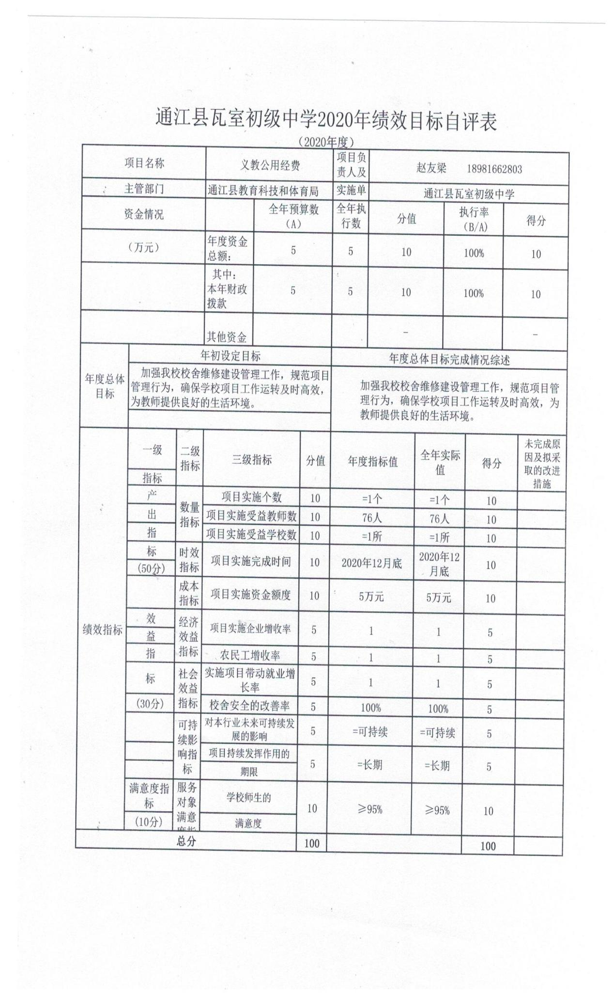 通江县瓦室初级中学2020年绩效目标自评表
（2020年度）
项目名称 义教公用经费 项目负责人及 赵友梁 18981662803
主管部门 通江县教育科技和体育局 实施单 通江县瓦室初级中学
资金情况 全年预算数（A） 全年执行数 分值 执行率（B/A） 得分
（万元） 年度资金总额： 5 5 10 100% 10
其中：本年财政拨款 5 5 10 100% 10
其他资金 － －
年度总体目标 年初设定目标 年度总体目标完成情况综述
加强我校校舍维修建设管理工作，规范项目
管理行为，确保学校项目工作运转及时高效，
为教师提供良好的生活环境。
加强我校校舍维修建设管理工作，规范项目管
理行为，确保学校项目工作运转及时高效，为
教师提供良好的生活环境。
绩效指标 一级指标 二级指标 三级指标 分值 年度指标值 全年实际值 得分 未完成原因及拟采取的改进措施
产 数量指标 项目实施个数 10 =1个 =1个 10
出 项目实施受益教师数 10 76人 76人 10
指 项目实施受益学校数 10 =1所 =1所 10
标 (50分) 时效指标 项目实施完成时间 10 2020年12月底 2020年12月底 10
成本指标 项目实施资金额度 10 5万元 5万元 10
效益 经济效益指标 项目实施企业增收率 5 1 1 5
指 农民工增收率 5 1 1 5
标 社会效益指标 实施项目带动就业增长率 5 1 1 5
(30分) 校舍安全的改善率 5 100% 100% 5
可持续影响指标 对本行业未来可持续发展的影响 5 =可持续 =可持续 5
项目持续发挥作用的期限 5 =长期 =长期 5
满意度指标 (10分) 服务对象满意 学校师生的满意度 10 ≥95% ≥95% 10
总分 100 100